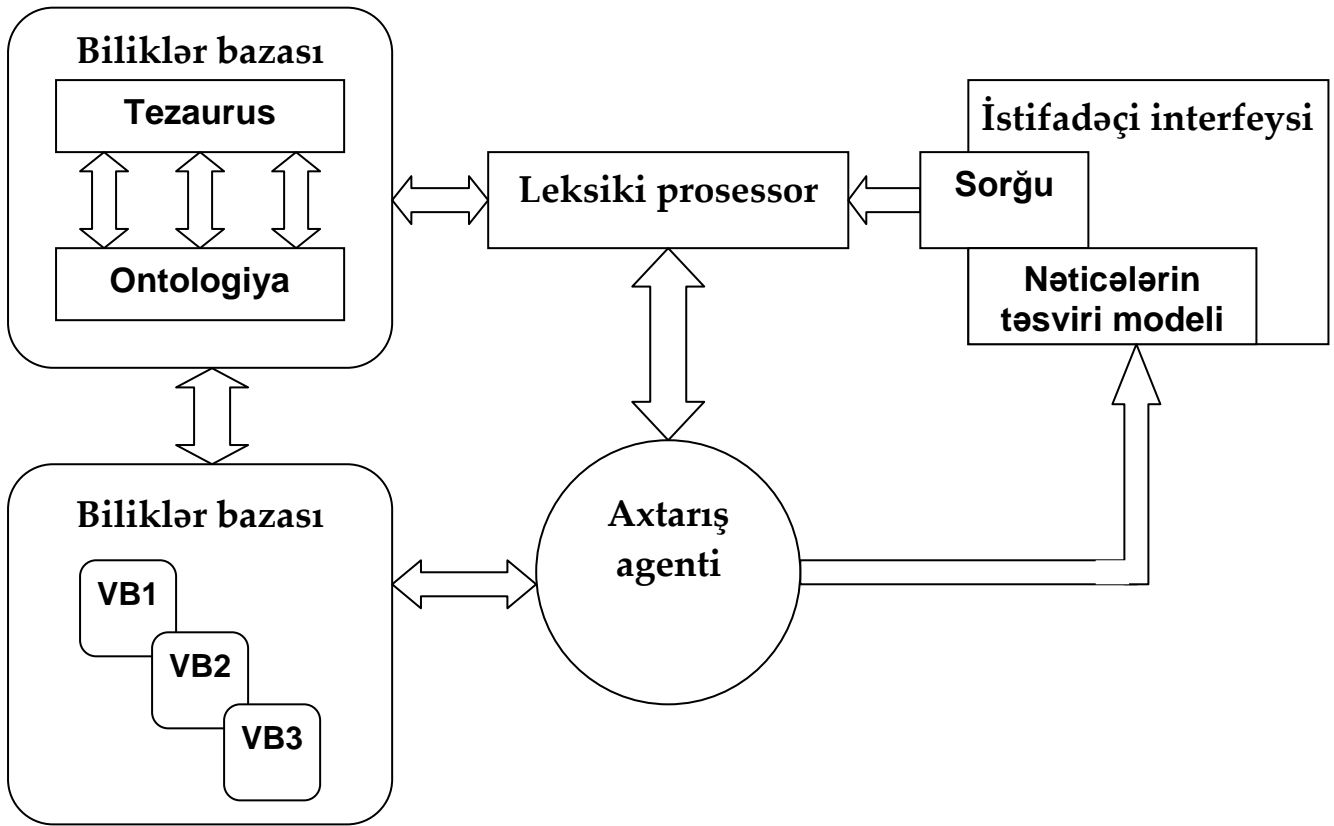 Biliklər bazası
Tezaurus
Ontologiya
Leksiki prosessor
İstifadəçi interfeysi
Sorğu
Nəticələrin
təsviri modeli
Biliklər bazası
VB1
VB2
VB3
Axtarış
agenti